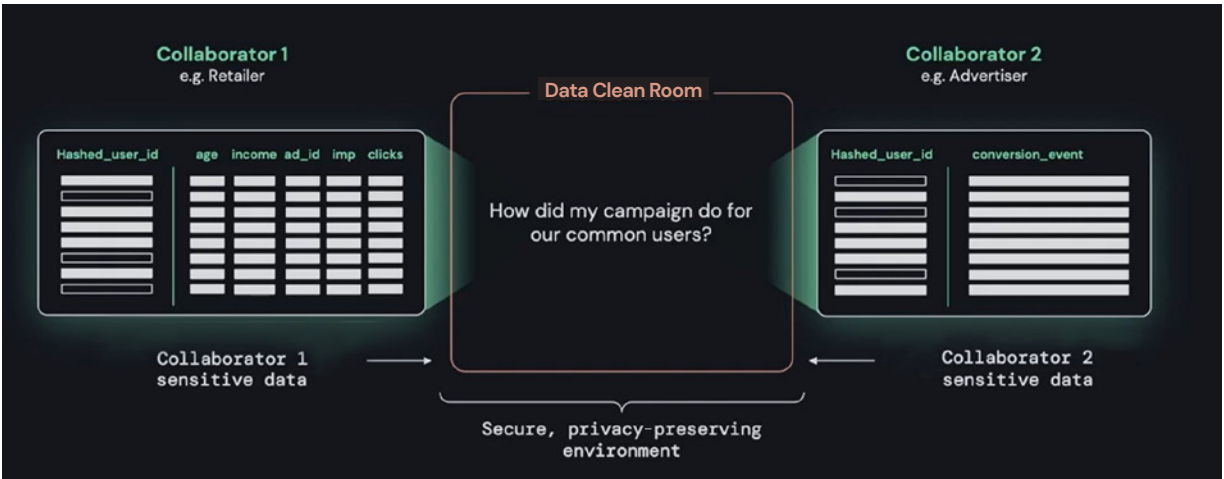 Collaborator 1
e.g. Retailer
Hashed_user_id age income ad_id imp clicks
Collaborator 1
sensitive data
Data Clean Room
How did my campaign do for
our common users?
Secure, privacy-preserving
environment
Collaborator 2
e.g. Advertiser
Hashed_user_id conversion_event
Collaborator 2
sensitive data